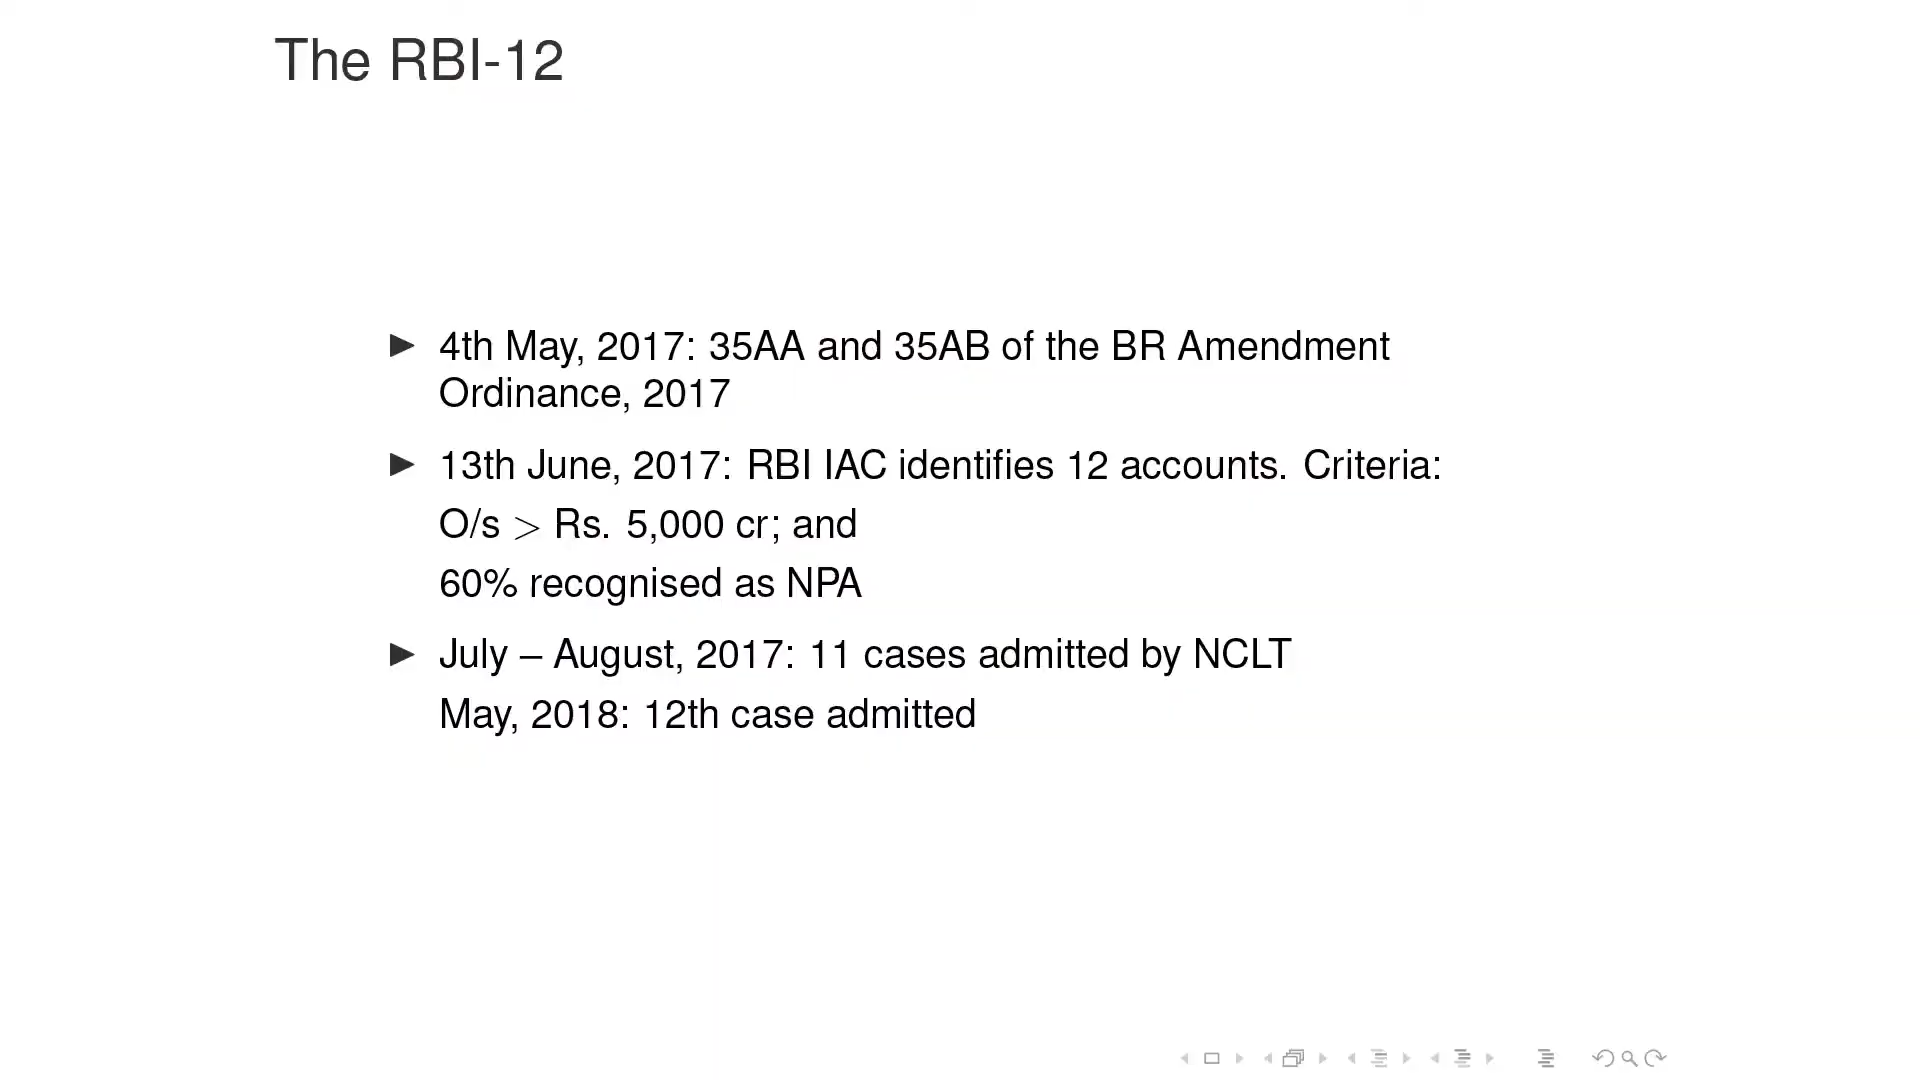 The RBI-12
4th May, 2017: 35AA and 35AB of the BR Amendment
Ordinance, 2017
13th June, 2017: RBI IAC identifies 12 accounts. Criteria:
O/s > Rs. 5,000 cr; and
60% recognised as NPA
July – August, 2017: 11 cases admitted by NCLT
May, 2018: 12th case admitted